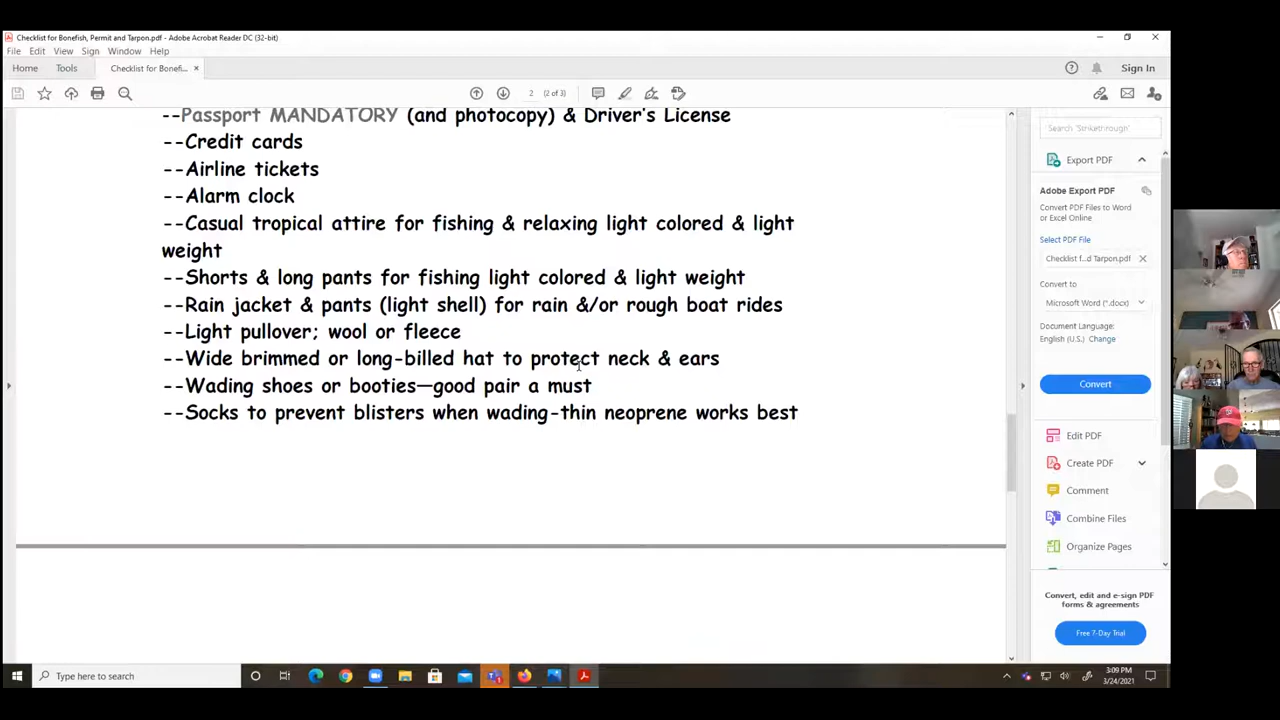 Checklist for Bonefish, Permit and Tarpon.pdf - Adobe Acrobat Reader DC (32-bit)
File Edit View Sign Window Help
Home Tools Checklist for Bonefi... × Sign In
2 (2 of 3)
--Passport MANDATORY (and photocopy) & Driver's License
--Credit cards
--Airline tickets
--Alarm clock
--Casual tropical attire for fishing & relaxing light colored & light
weight
--Shorts & long pants for fishing light colored & light weight
--Rain jacket & pants (light shell) for rain &/or rough boat rides
--Light pullover; wool or fleece
--Wide brimmed or long-billed hat to protect neck & ears
--Wading shoes or booties—good pair a must
--Socks to prevent blisters when wading-thin neoprene works best
Search 'Strikethrough'
Export PDF
Adobe Export PDF
Convert PDF Files to Word
or Excel Online
Select PDF File
Checklist f...d Tarpon.pdf ×
Convert to
Microsoft Word (*.docx)
Document Language:
English (U.S.) Change
Convert
Edit PDF
Create PDF
Comment
Combine Files
Organize Pages
Convert, edit and e-sign PDF
forms & agreements
Free 7-Day Trial
Type here to search
3:09 PM
3/24/2021